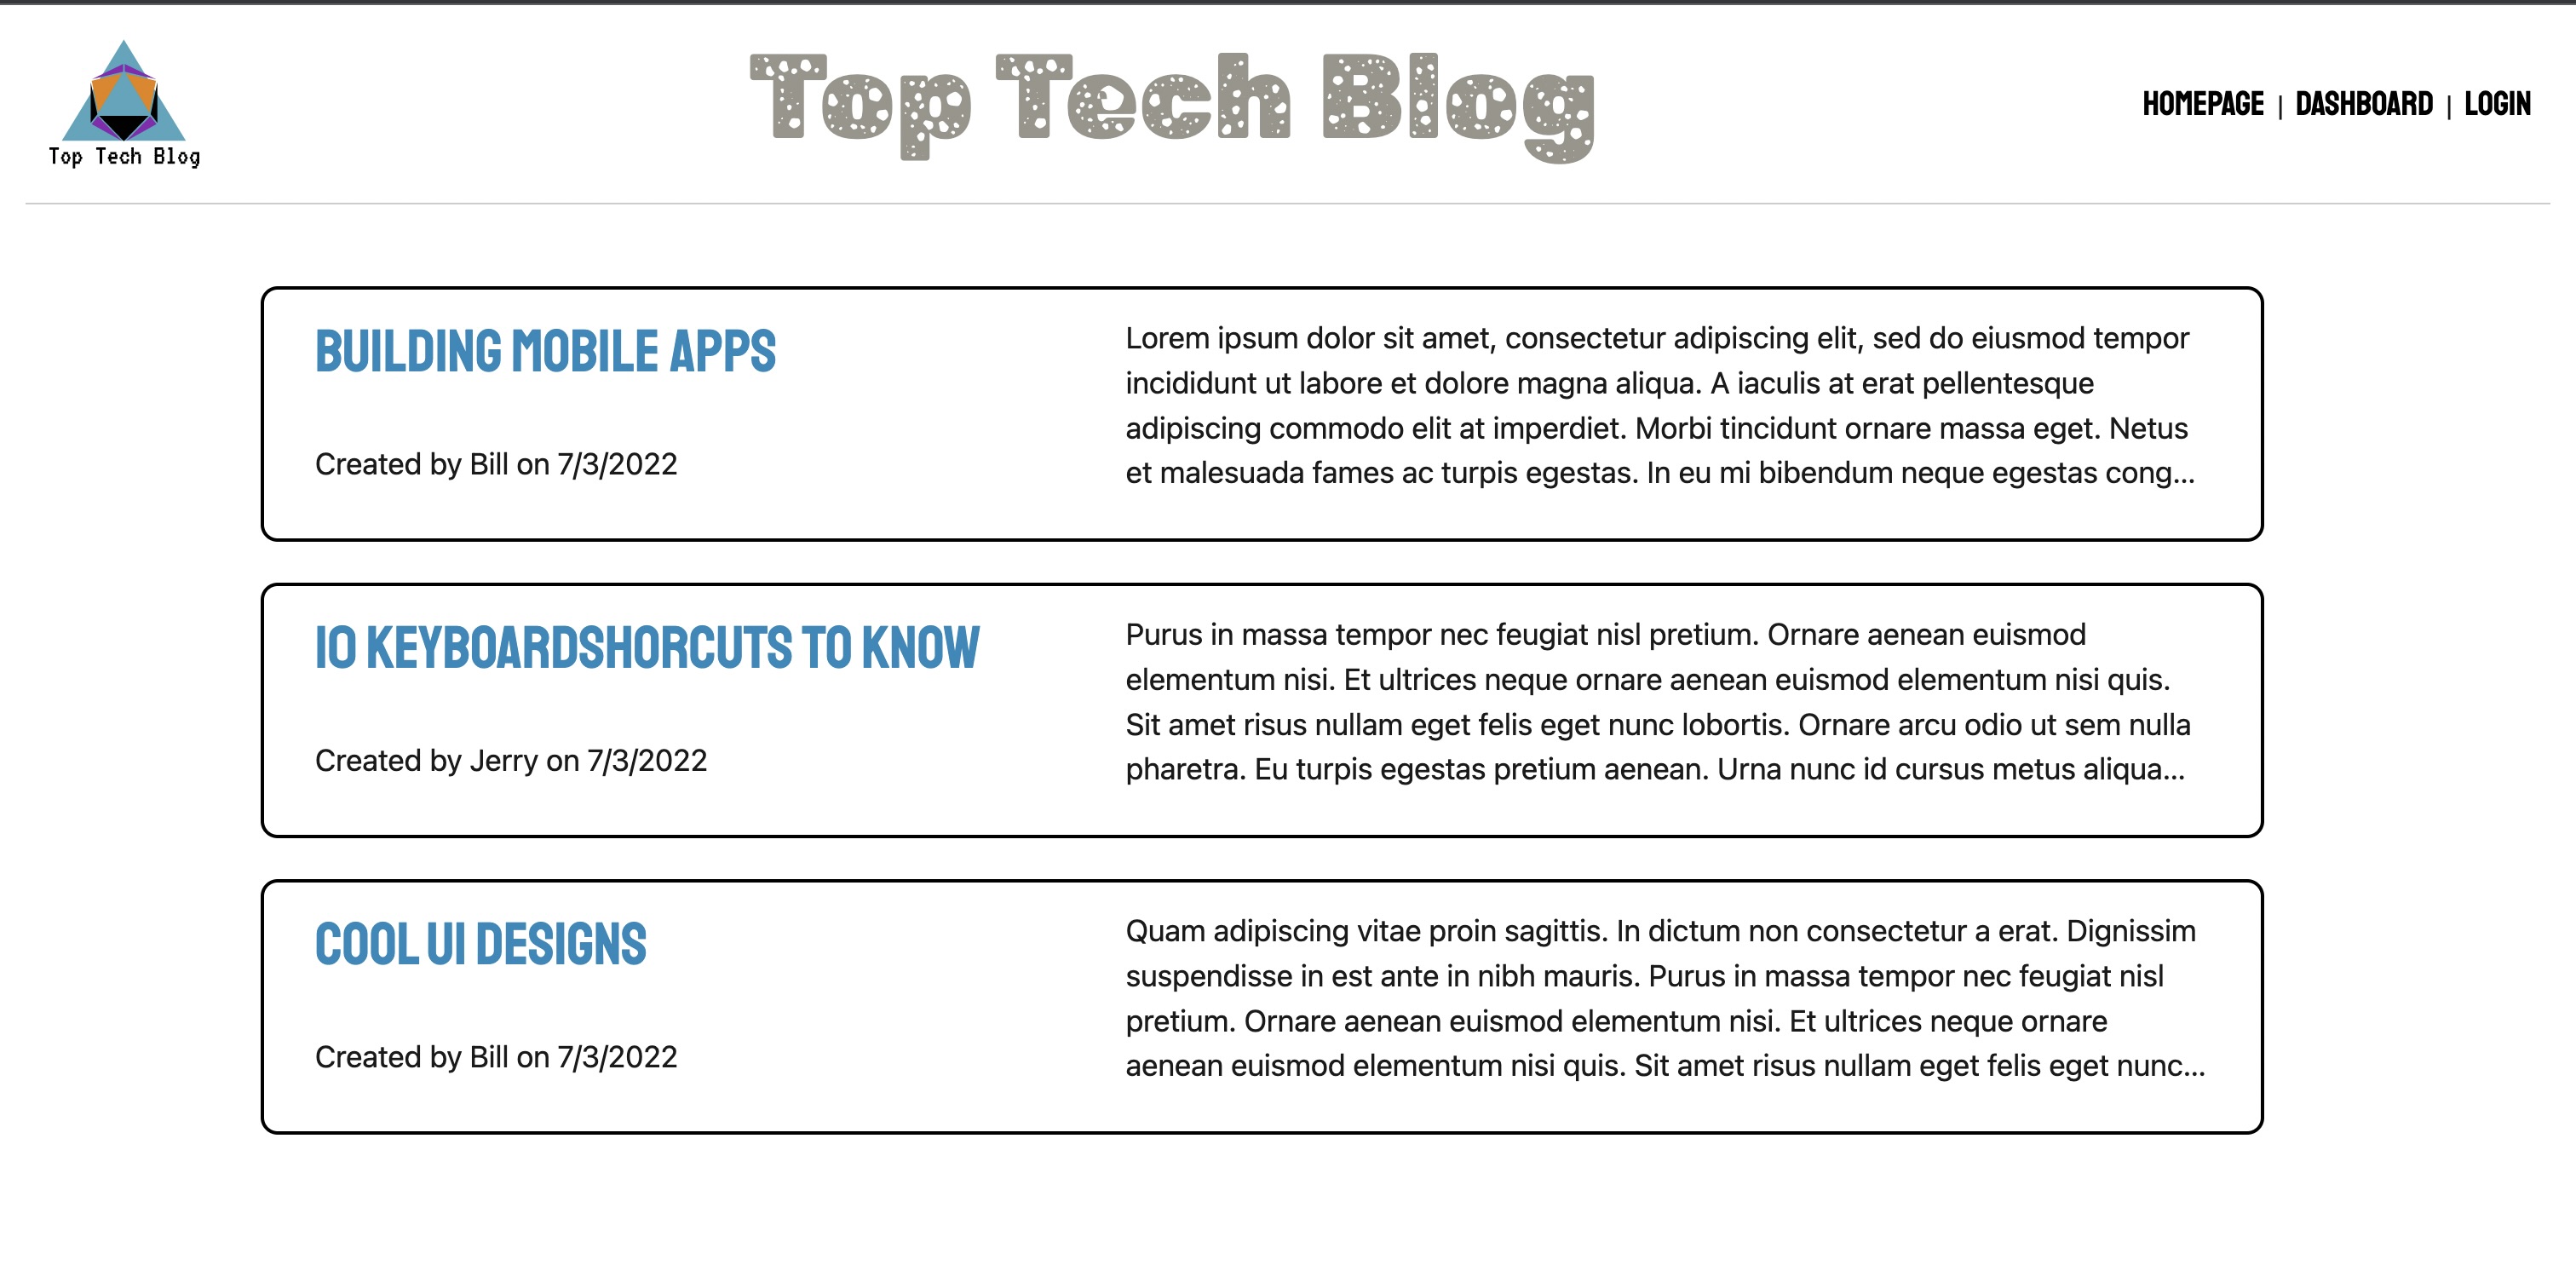 Top Tech Blog
Top Tech Blog
HOMEPAGE | DASHBOARD | LOGIN
BUILDING MOBILE APPS
Created by Bill on 7/3/2022
Lorem ipsum dolor sit amet, consectetur adipiscing elit, sed do eiusmod tempor
incididunt ut labore et dolore magna aliqua. A iaculis at erat pellentesque
adipiscing commodo elit at imperdiet. Morbi tincidunt ornare massa eget. Netus
et malesuada fames ac turpis egestas. In eu mi bibendum neque egestas cong...
10 KEYBOARDSHORCUTS TO KNOW
Created by Jerry on 7/3/2022
Purus in massa tempor nec feugiat nisl pretium. Ornare aenean euismod
elementum nisi. Et ultrices neque ornare aenean euismod elementum nisi quis.
Sit amet risus nullam eget felis eget nunc lobortis. Ornare arcu odio ut sem nulla
pharetra. Eu turpis egestas pretium aenean. Urna nunc id cursus metus aliqua...
COOL UI DESIGNS
Created by Bill on 7/3/2022
Quam adipiscing vitae proin sagittis. In dictum non consectetur a erat. Dignissim
suspendisse in est ante in nibh mauris. Purus in massa tempor nec feugiat nisl
pretium. Ornare aenean euismod elementum nisi. Et ultrices neque ornare
aenean euismod elementum nisi quis. Sit amet risus nullam eget felis eget nunc...